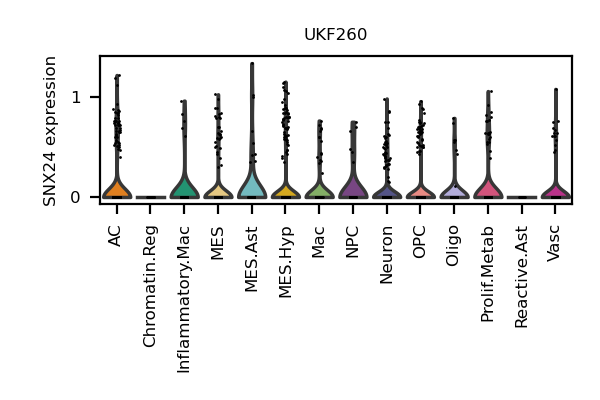 UKF260
SNX24 expression
1
0
AC
Chromatin.Reg
Inflammatory.Mac
MES
MES.Ast
MES.Hyp
Mac
NPC
Neuron
OPC
Oligo
Prolif.Metab
Reactive.Ast
Vasc